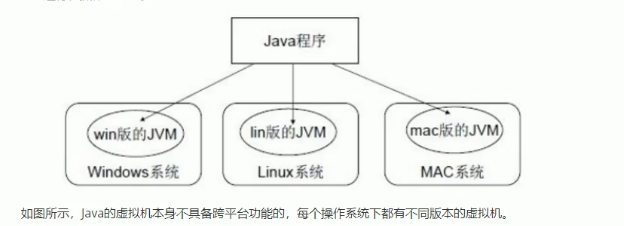 Java程序
win版的JVM
lin版的JVM
mac版的JVM
Windows系统
Linux系统
MAC系统
如图所示，Java的虚拟机本身不具备跨平台功能的，每个操作系统下都有不同版本的虚拟机。